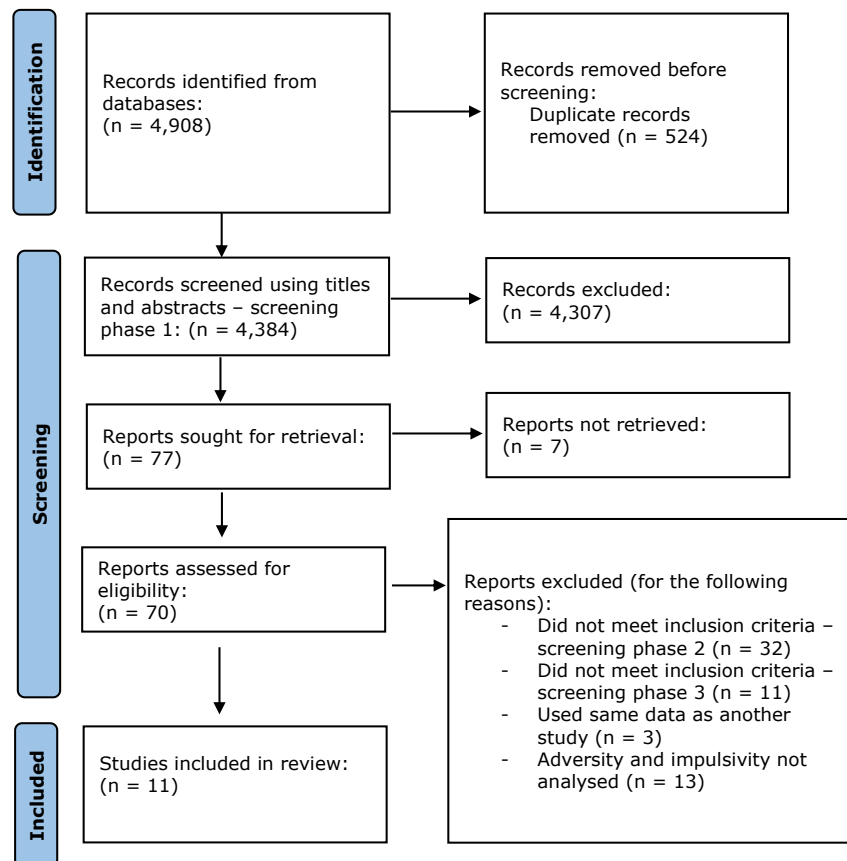 Identification
Records identified from
databases:
(n = 4,908)
Records removed before
screening:
Duplicate records
removed (n = 524)
Screening
Records screened using titles
and abstracts – screening
phase 1: (n = 4,384)
Records excluded:
(n = 4,307)
Reports sought for retrieval:
(n = 77)
Reports not retrieved:
(n = 7)
Reports assessed for
eligibility:
(n = 70)
Reports excluded (for the following
reasons):
- Did not meet inclusion criteria –
screening phase 2 (n = 32)
- Did not meet inclusion criteria –
screening phase 3 (n = 11)
- Used same data as another
study (n = 3)
- Adversity and impulsivity not
analysed (n = 13)
Included
Studies included in review:
(n = 11)